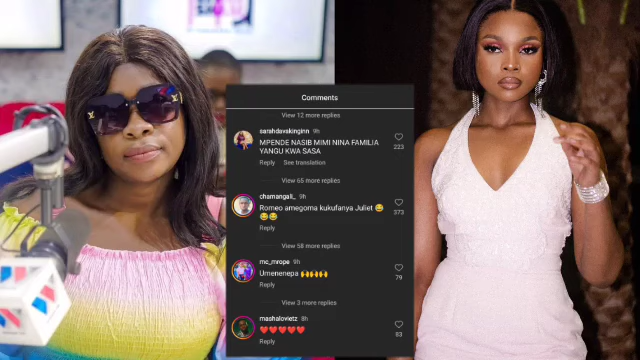 Comments
View 12 more replies
sarahdavskinginn 9h
MPENDE NASIB MIMI NINA FAMILIA
YANGU KWA SASA
223
Reply See translation
View 65 more replies
chamangali_ 9h
Romeo amegoma kukufanya Juliet 😂
😂😂
373
Reply
View 58 more replies
mc_mrope 9h
Umenenepa 🙌🙌🙌
79
Reply
View 3 more replies
mashalovietz 8h
❤️❤️❤️❤️❤️
83
Reply